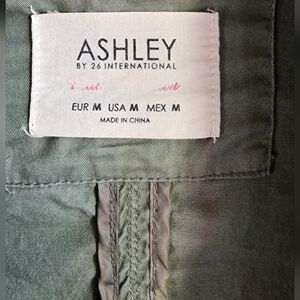 ASHLEY
BY 26 INTERNATIONAL
EUR M USA M MEX M
MADE IN CHINA